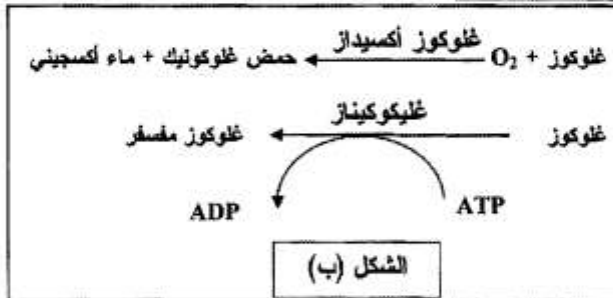 غلوكوز أكسيداز
غلوكوز + O₂ حمض غلوكونيك + ماء أكسجيني
غليكوكيناز
غلوكوز غلوكوز مفسفر
ATP ADP
الشكل (ب)